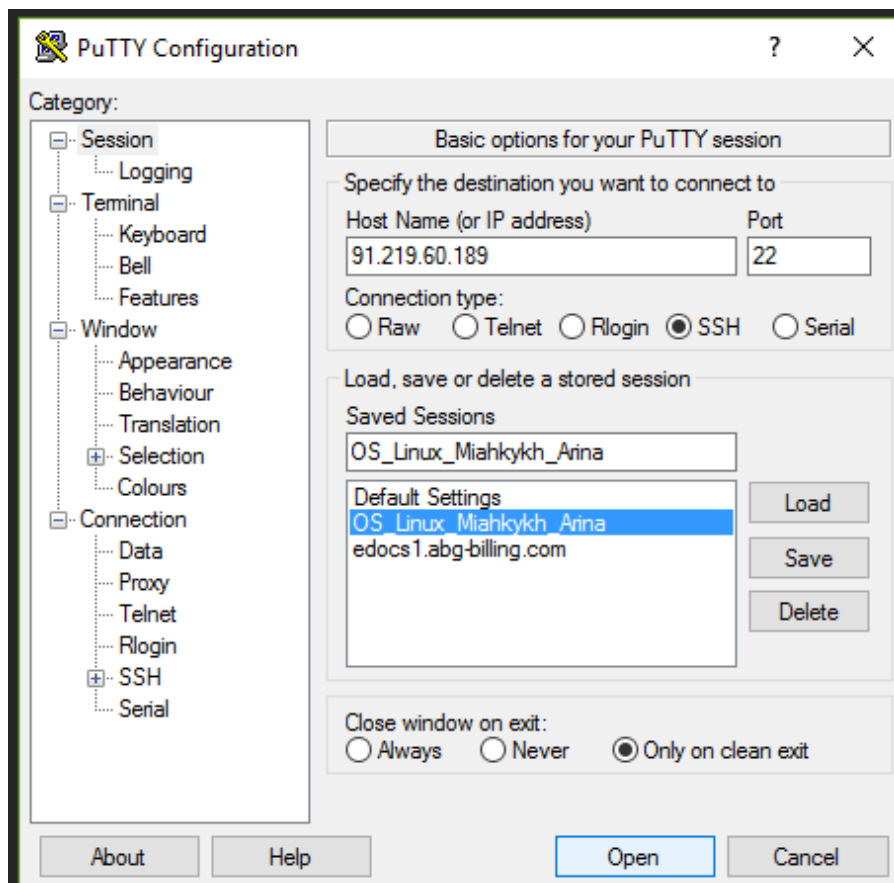 PuTTY Configuration
?
Category:
Session
Logging
Terminal
Keyboard
Bell
Features
Window
Appearance
Behaviour
Translation
Selection
Colours
Connection
Data
Proxy
Telnet
Rlogin
SSH
Serial
Basic options for your PuTTY session
Specify the destination you want to connect to
Host Name (or IP address) Port
91.219.60.189 22
Connection type:
Raw Telnet Rlogin SSH Serial
Load, save or delete a stored session
Saved Sessions
OS_Linux_Miahkykh_Arina
Default Settings
OS_Linux_Miahkykh_Arina
edocs1.abg-billing.com
Load
Save
Delete
Close window on exit:
Always Never Only on clean exit
About Help Open Cancel